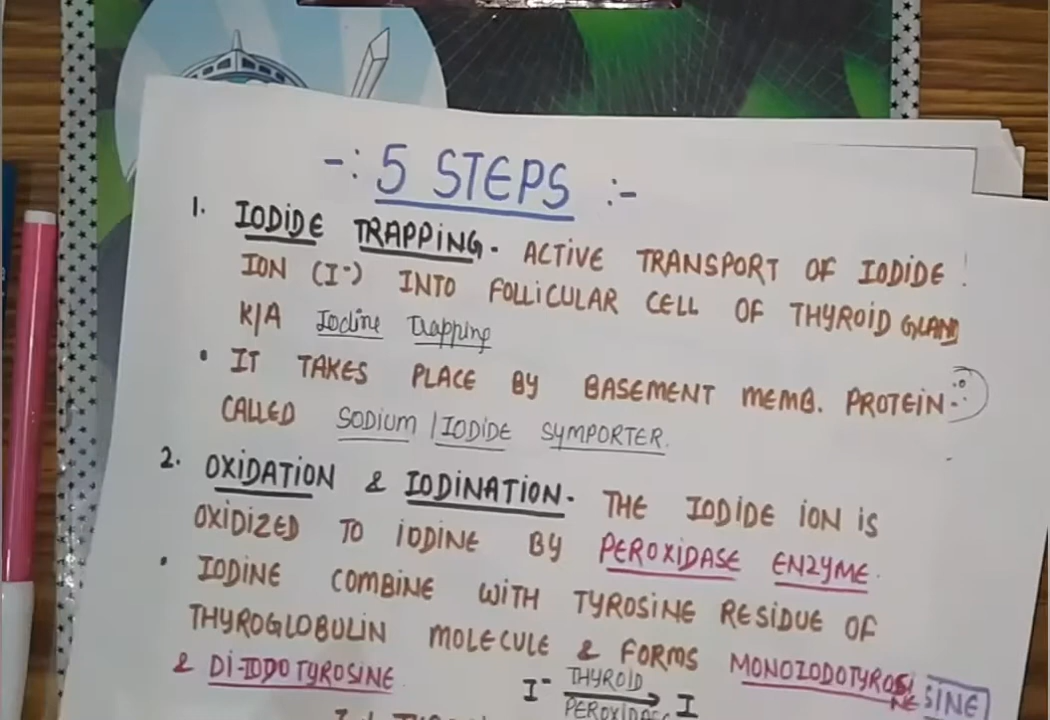 -: 5 STEPS :-
1. IODIDE TRAPPING. ACTIVE TRANSPORT OF IODIDE
ION (I-) INTO FOLLICULAR CELL OF THYROID GLAND
K/A Iodine Trapping
• IT TAKES PLACE BY BASEMENT MEMB. PROTEIN
CALLED SODIUM / IODIDE SYMPORTER.
2. OXIDATION & IODINATION. THE IODIDE ION IS
OXIDIZED TO IODINE BY PEROXIDASE ENZYME.
• IODINE COMBINE WITH TYROSINE RESIDUE OF
THYROGLOBULIN MOLECULE & FORMS MONOIODOTYROSINE SINE
& DI-IODOTYROSINE
I- THYROID PEROXIDASE I